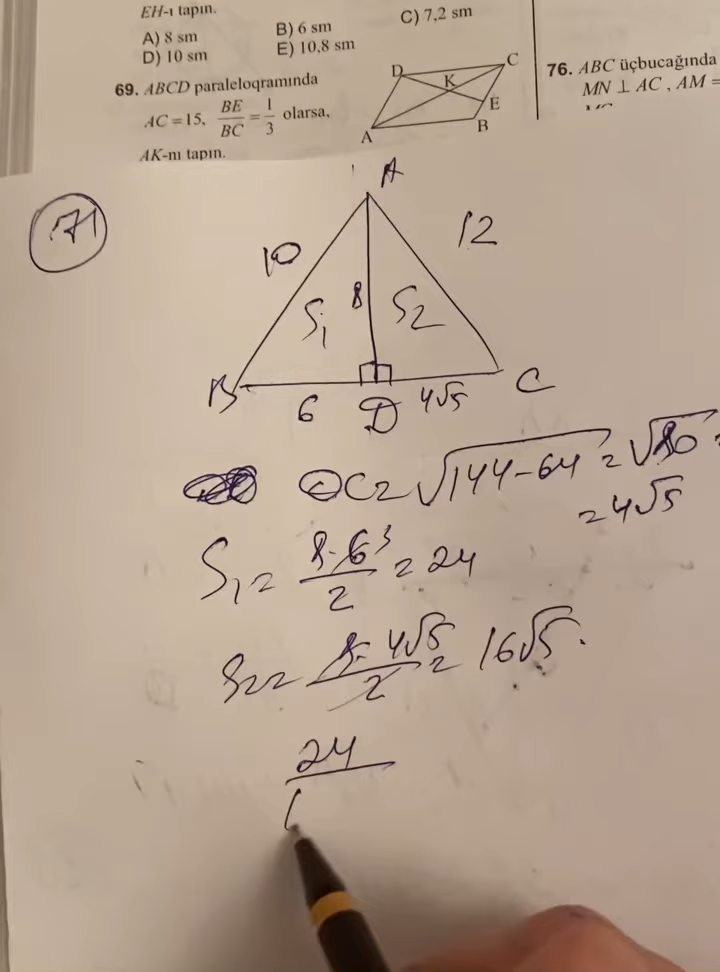 EH-ı tapın.
A) 8 sm B) 6 sm C) 7,2 sm
D) 10 sm E) 10,8 sm
69. ABCD paraleloqramında
AC = 15, BE/BC = 1/3 olarsa,
AK-nı tapın.
D C K E A B
76. ABC üçbucağında
MN ⊥ AC , AM =
71
A
10 12
S1 8 S2
B 6 D 4√5 C
DC = √144-64 = √80 =
= 4√5
S1 = 8·6/2 = 24
3
S2 = 8·4√5/2 = 16√5.
24